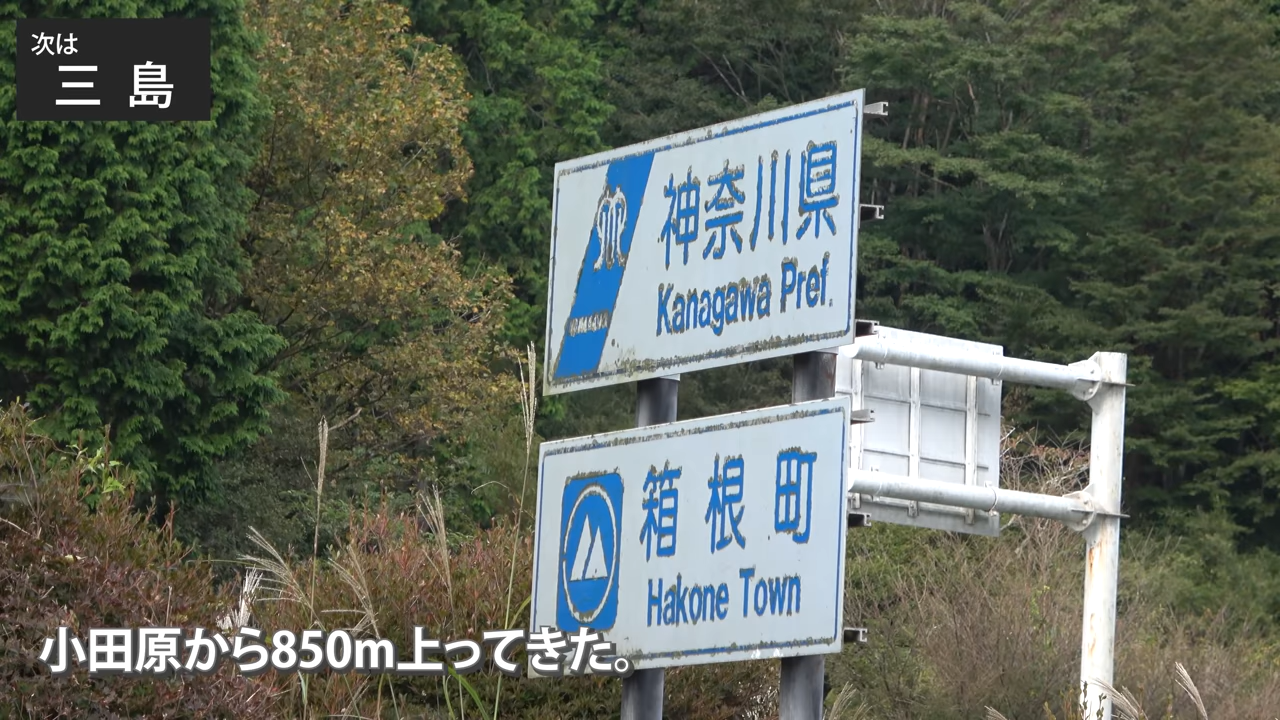 次は
三島
神奈川県
Kanagawa Pref.
箱根町
Hakone Town
小田原から850m上ってきた。